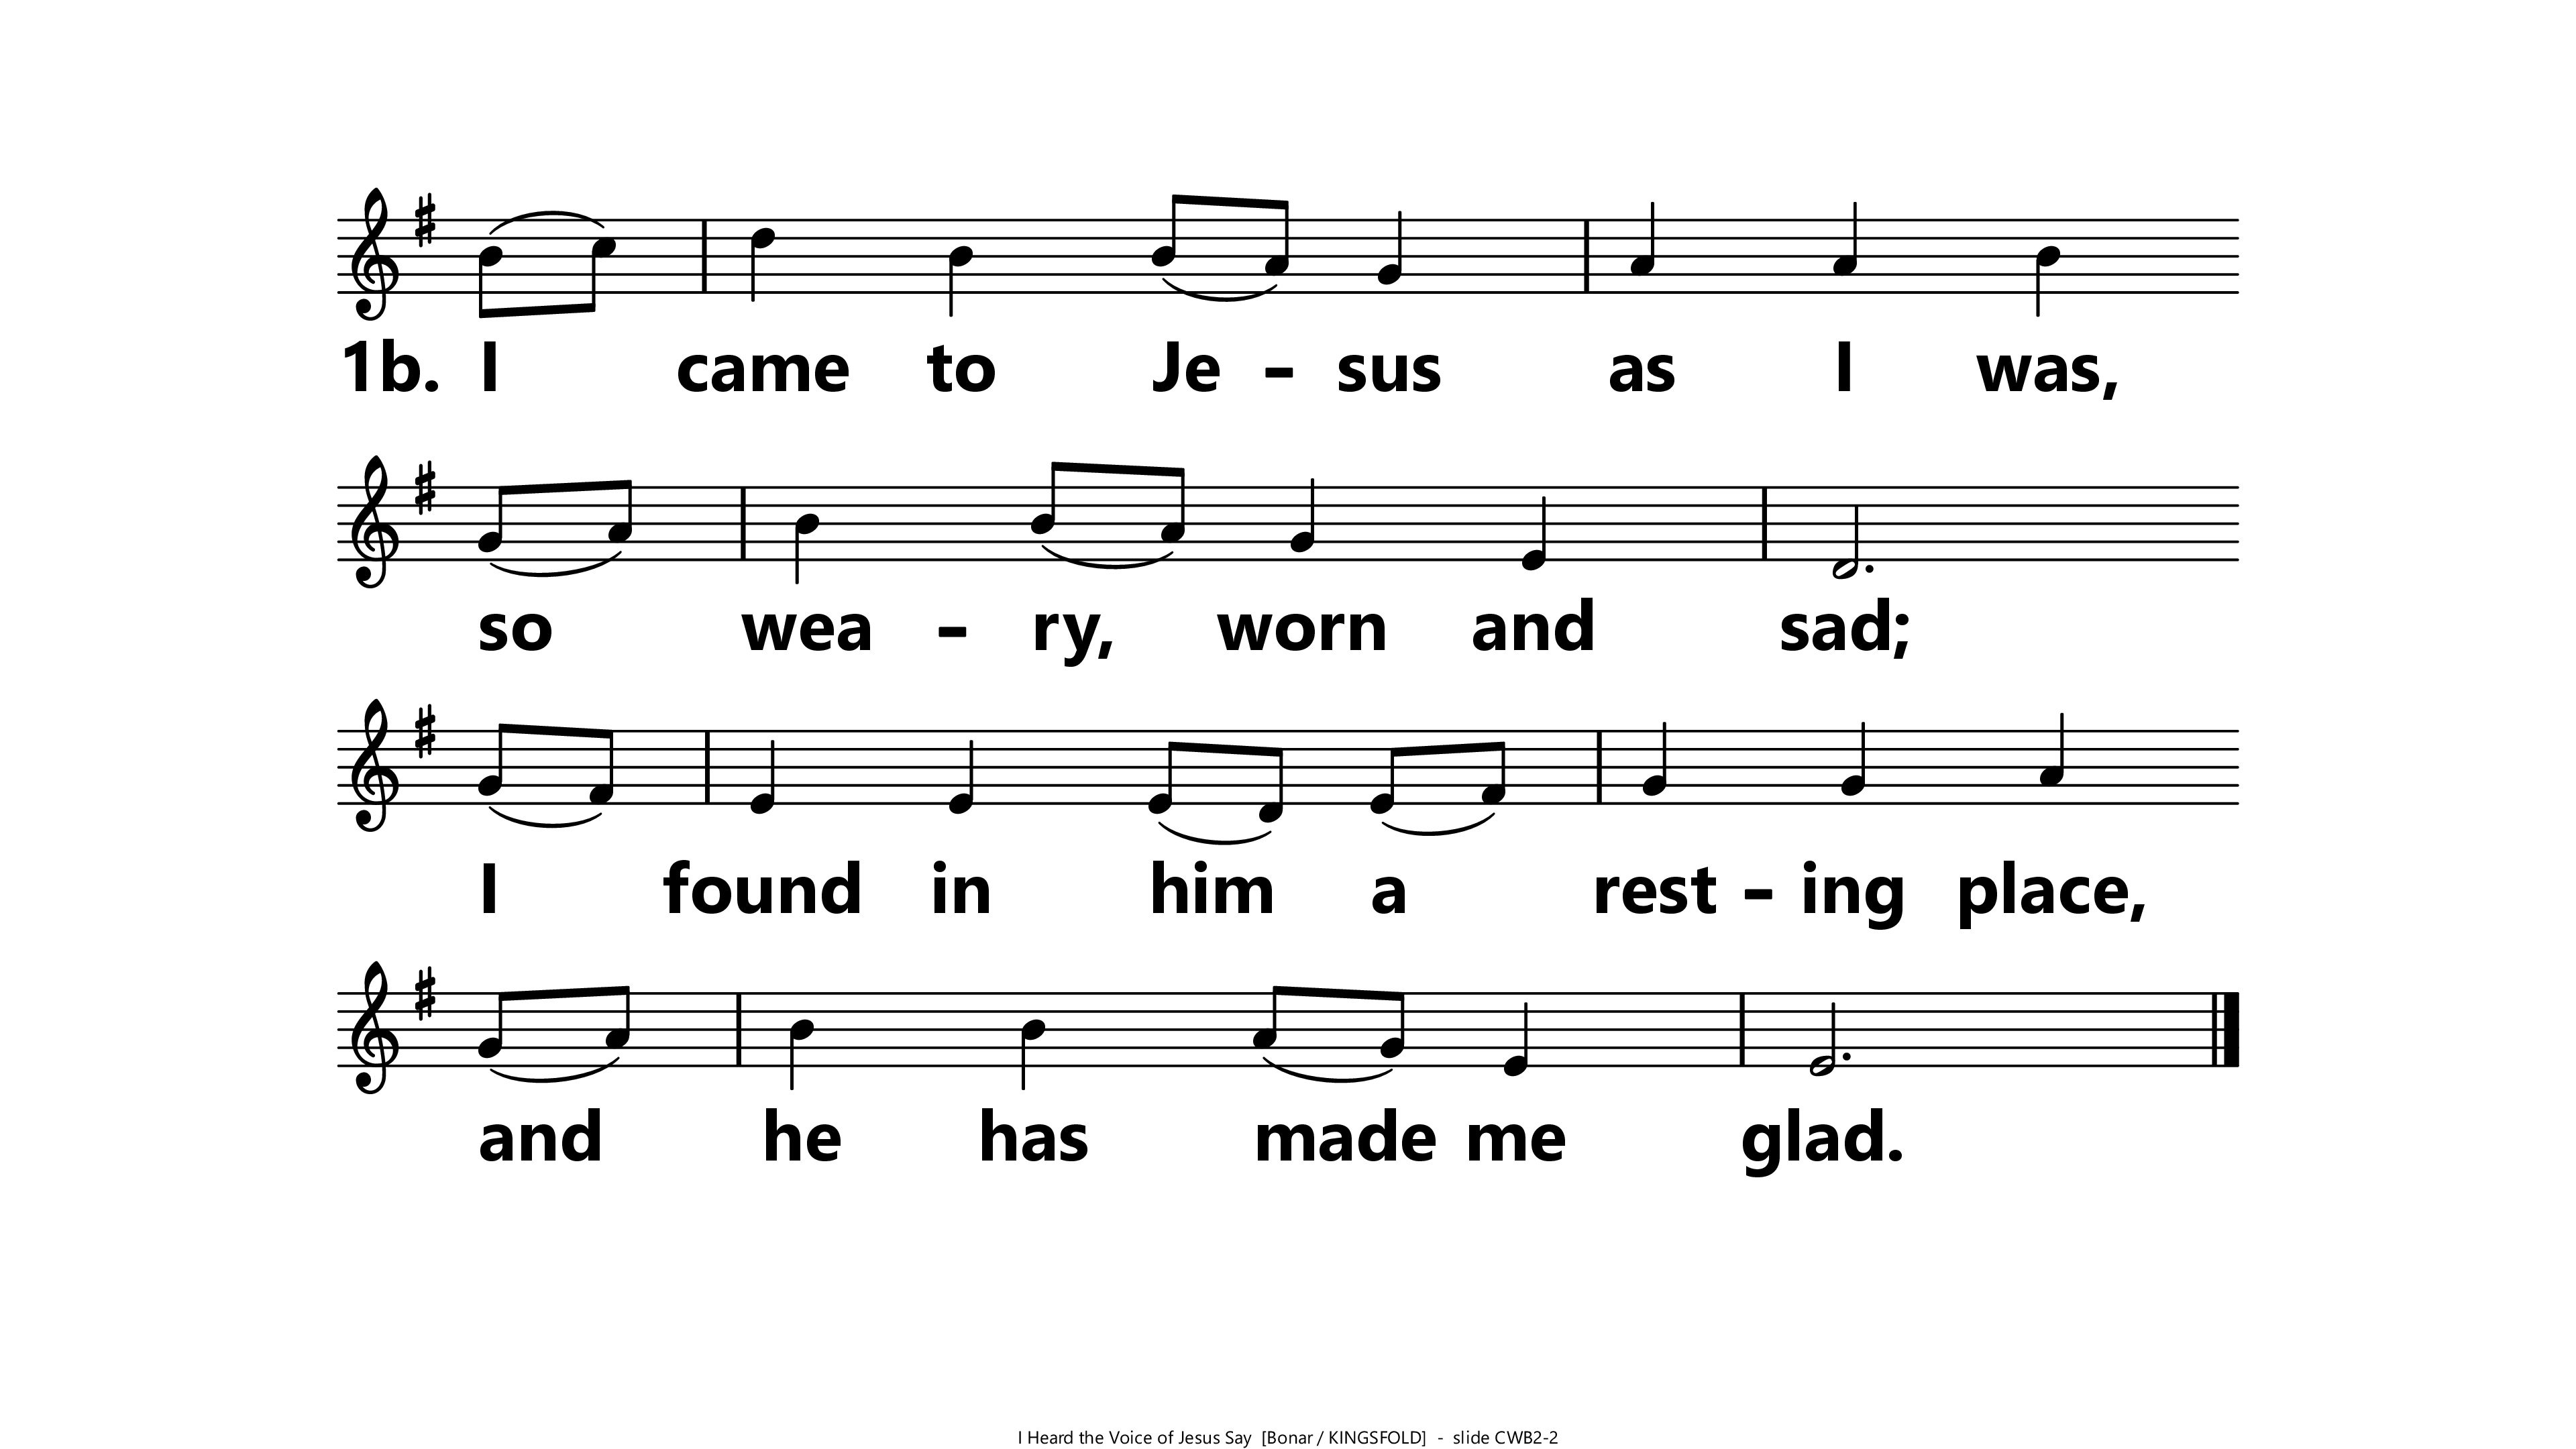 1b. I came to Je - sus as I was,
so wea - ry, worn and sad;
I found in him a rest - ing place,
and he has made me glad.
I Heard the Voice of Jesus Say [Bonar / KINGSFOLD] - slide CWB2-2